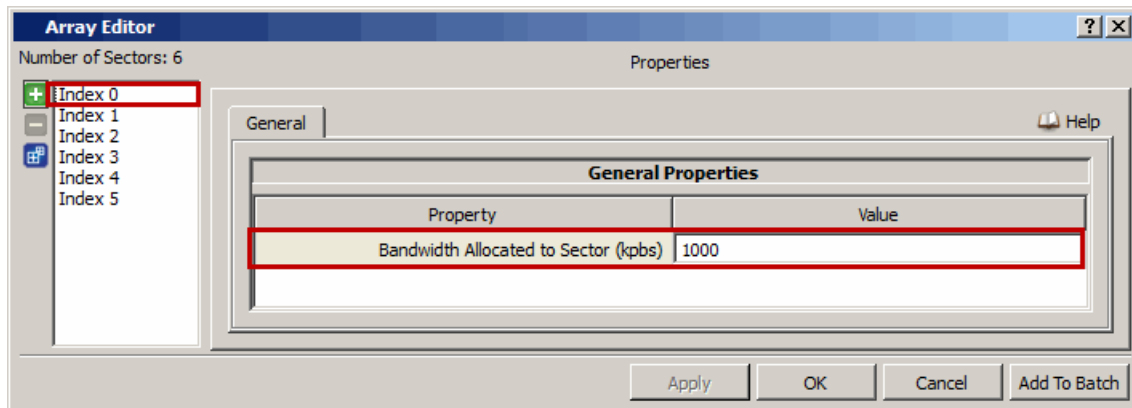 Array Editor
? X
Number of Sectors: 6
Properties
Index 0
Index 1
Index 2
Index 3
Index 4
Index 5
General
Help
General Properties
Property Value
Bandwidth Allocated to Sector (kpbs) 1000
Apply OK Cancel Add To Batch